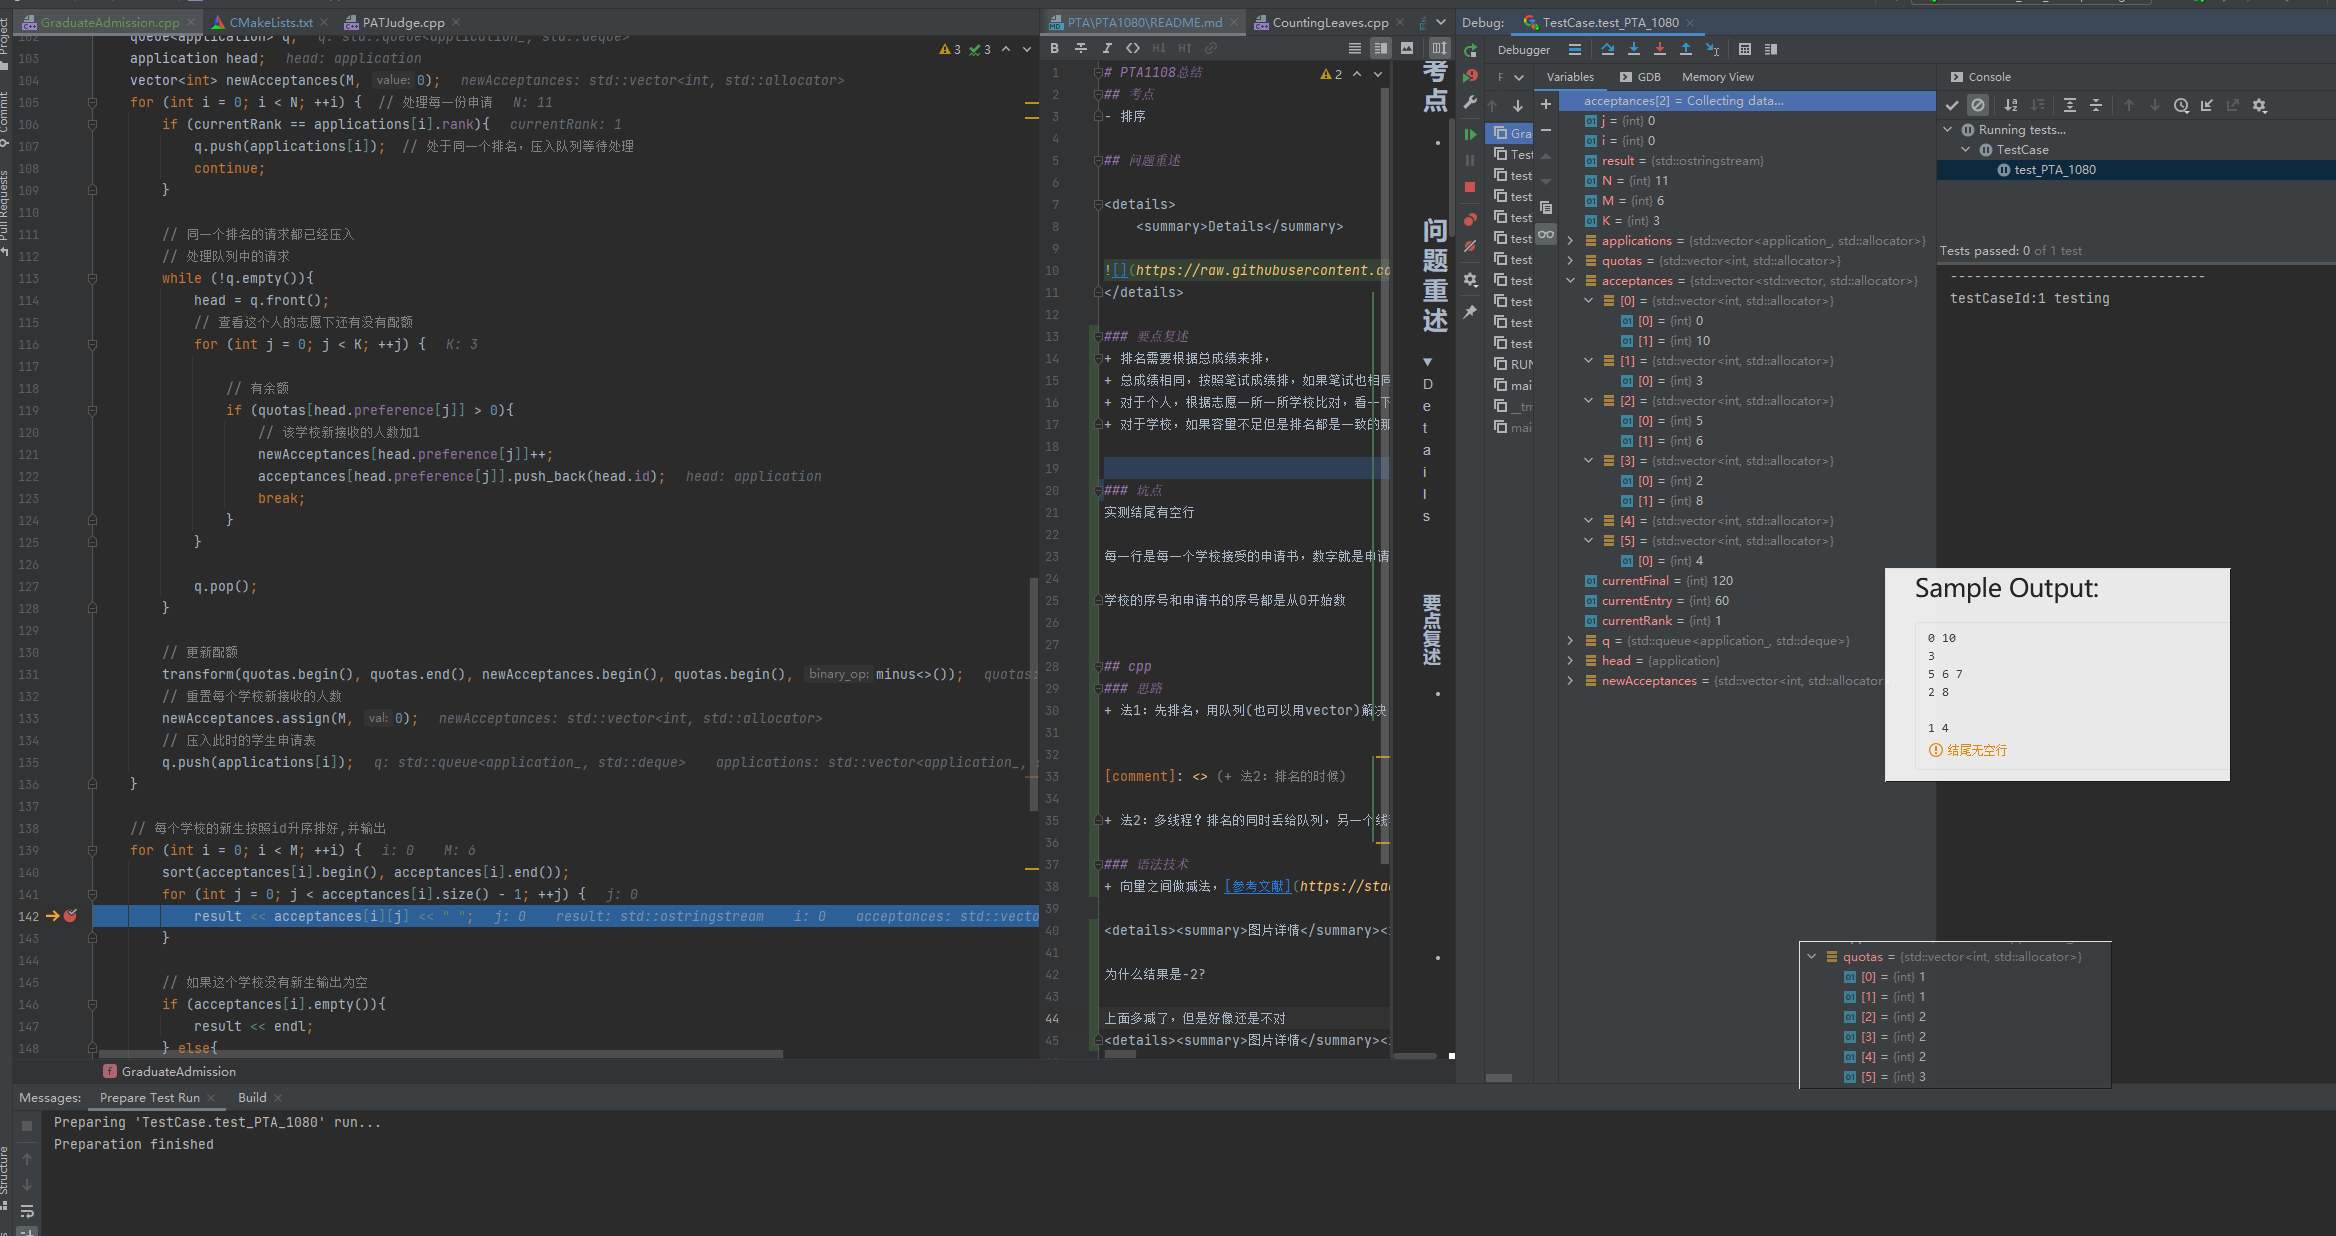 GraduateAdmission.cpp
CMakeLists.txt
PATJudge.cpp
102 queue<application> q; q: std::queue<application_, std::deque>
103 application head; head: application
104 vector<int> newAcceptances(M, value: 0); newAcceptances: std::vector<int, std::allocator>
105 for (int i = 0; i < N; ++i) { // 处理每一份申请 N: 11
106 if (currentRank == applications[i].rank){ currentRank: 1
107 q.push(applications[i]); // 处于同一个排名，压入队列等待处理
108 continue;
109 }
110
111 // 同一个排名的请求都已经压入
112 // 处理队列中的请求
113 while (!q.empty()){
114 head = q.front();
115 // 查看这个人的志愿下还有没有配额
116 for (int j = 0; j < K; ++j) { K: 3
117
118 // 有余额
119 if (quotas[head.preference[j]] > 0){
120 // 该学校新接收的人数加1
121 newAcceptances[head.preference[j]]++;
122 acceptances[head.preference[j]].push_back(head.id); head: application
123 break;
124 }
125 }
126
127 q.pop();
128 }
129
130 // 更新配额
131 transform(quotas.begin(), quotas.end(), newAcceptances.begin(), quotas.begin(), binary_op: minus<>()); quotas:
132 // 重置每个学校新接收的人数
133 newAcceptances.assign(M, val: 0); newAcceptances: std::vector<int, std::allocator>
134 // 压入此时的学生申请表
135 q.push(applications[i]); q: std::queue<application_, std::deque> applications: std::vector<application_,
136 }
137
138 // 每个学校的新生按照id升序排好,并输出
139 for (int i = 0; i < M; ++i) { i: 0 M: 6
140 sort(acceptances[i].begin(), acceptances[i].end());
141 for (int j = 0; j < acceptances[i].size() - 1; ++j) { j: 0
142 result << acceptances[i][j] << " "; j: 0 result: std::ostringstream i: 0 acceptances: std::vecto
143 }
144
145 // 如果这个学校没有新生输出为空
146 if (acceptances[i].empty()){
147 result << endl;
148 } else{
3 3
GraduateAdmission
PTA\PTA1080\README.md
CountingLeaves.cpp
2
1 # PTA1108总结
2 ## 考点
3 - 排序
4
5 ## 问题重述
6
7 <details>
8 <summary>Details</summary>
9
10 ![](https://raw.githubusercontent.co
11 </details>
12
13 ### 要点复述
14 + 排名需要根据总成绩来排，
15 + 总成绩相同，按照笔试成绩排，如果笔试也相同
16 + 对于个人，根据志愿一所一所学校比对，看一下
17 + 对于学校，如果容量不足但是排名都是一致的那
18
19
20 ### 坑点
21 实测结尾有空行
22
23 每一行是每一个学校接受的申请书，数字就是申请
24
25 学校的序号和申请书的序号都是从0开始数
26
27
28 ## cpp
29 ### 思路
30 + 法1：先排名，用队列(也可以用vector)解决
31
32
33 [comment]: <> (+ 法2：排名的时候)
34
35 + 法2：多线程？排名的同时丢给队列，另一个线
36
37 ### 语法技术
38 + 向量之间做减法，[参考文献](https://sta
39
40 <details><summary>图片详情</summary><
41
42 为什么结果是-2?
43
44 上面多减了，但是好像还是不对
45 <details><summary>图片详情</summary><
考点
问题重述
Details
要点复述
Debug:
TestCase.test_PTA_1080
Debugger
F
Variables
GDB
Memory View
Gra
Test
test
test
test
test
test
test
test
test
test
RUN
mai
__tm
mai
acceptances[2] = Collecting data...
j = {int} 0
i = {int} 0
result = {std::ostringstream}
N = {int} 11
M = {int} 6
K = {int} 3
applications = {std::vector<application_, std::allocator>}
quotas = {std::vector<int, std::allocator>}
acceptances = {std::vector<std::vector, std::allocator>}
[0] = {std::vector<int, std::allocator>}
[0] = {int} 0
[1] = {int} 10
[1] = {std::vector<int, std::allocator>}
[0] = {int} 3
[2] = {std::vector<int, std::allocator>}
[0] = {int} 5
[1] = {int} 6
[3] = {std::vector<int, std::allocator>}
[0] = {int} 2
[1] = {int} 8
[4] = {std::vector<int, std::allocator>}
[5] = {std::vector<int, std::allocator>}
[0] = {int} 4
currentFinal = {int} 120
currentEntry = {int} 60
currentRank = {int} 1
q = {std::queue<application_, std::deque>}
head = {application}
newAcceptances = {std::vector<int, std::allocator>
Console
Running tests...
TestCase
test_PTA_1080
Tests passed: 0 of 1 test
--------------------------------
testCaseId:1 testing
Sample Output:
0 10
3
5 6 7
2 8
1 4
结尾无空行
quotas = {std::vector<int, std::allocator>}
[0] = {int} 1
[1] = {int} 1
[2] = {int} 2
[3] = {int} 2
[4] = {int} 2
[5] = {int} 3
Messages:
Prepare Test Run
Build
Preparing 'TestCase.test_PTA_1080' run...
Preparation finished
Project
Commit
Pull Requests
Structure